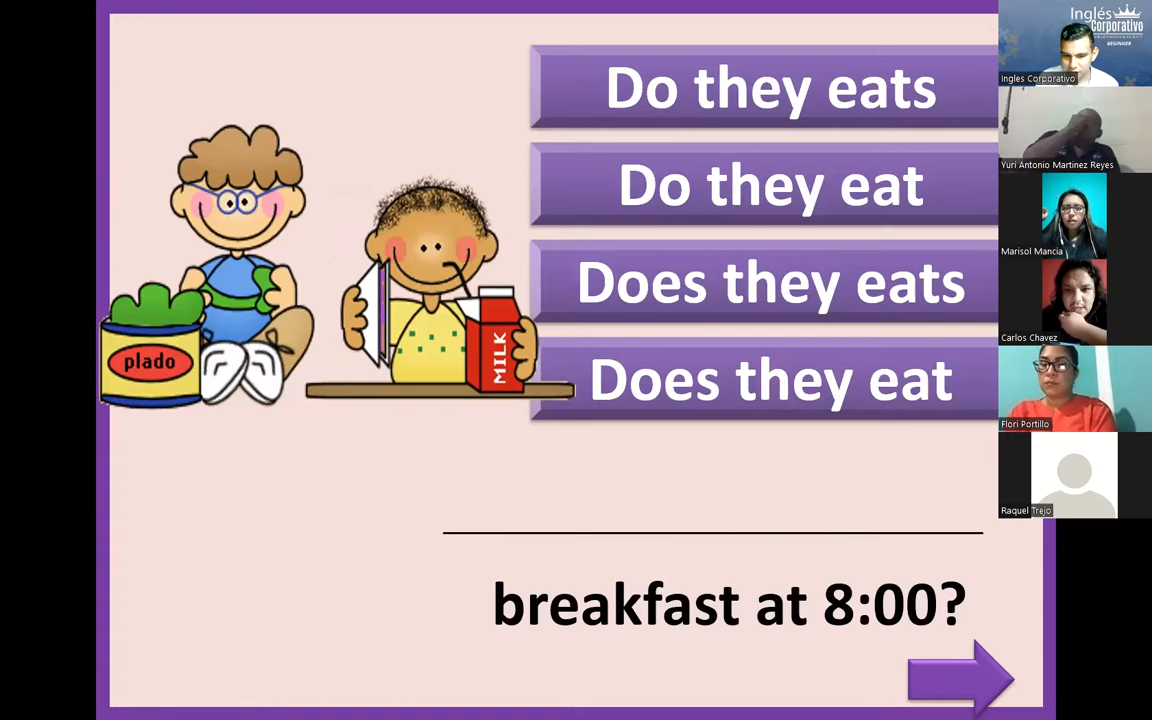 Do they eats
Do they eat
Does they eats
Does they eat
plado
MILK
breakfast at 8:00?
Inglés
Corporativo
BEGINNER
Ingles Corporativo
Yuri Antonio Martinez Reyes
Marisol Mancia
Carlos Chavez
Flori Portillo
Raquel Trejo